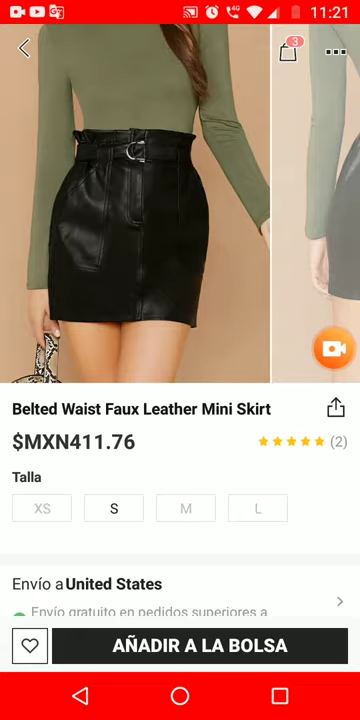 4G
11:21
3
Belted Waist Faux Leather Mini Skirt
$MXN411.76
(2)
Talla
XS S M L
Envío a United States
Envío gratuito en pedidos superiores a
AÑADIR A LA BOLSA